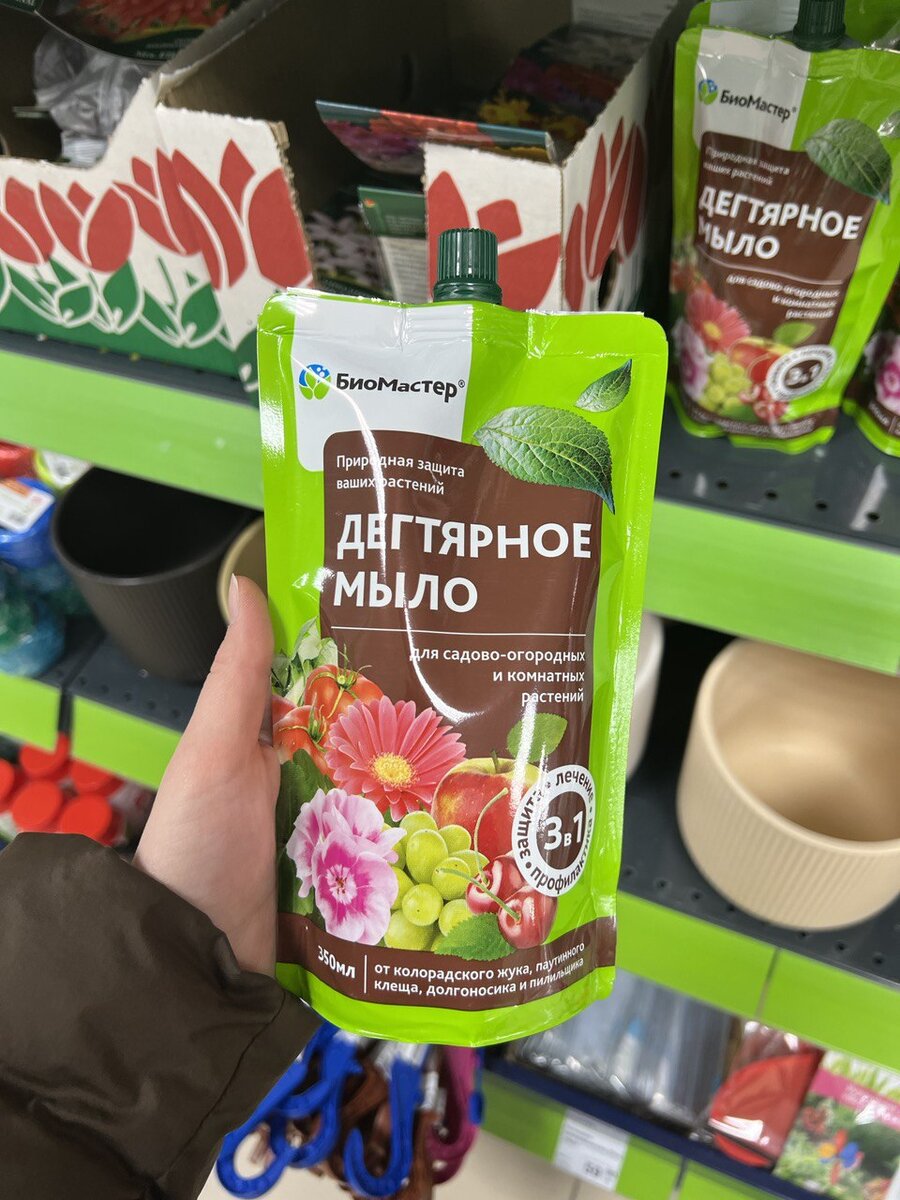 БиоМастер®
Природная защита
ваших растений
ДЕГТЯРНОЕ
МЫЛО
для садово-огородных
и комнатных
растений
защита • лечение • профилактика •
3в1
350мл
от колорадского жука, паутинного
клеща, долгоносика и пилильщика
БиоМастер®
Природная защита
ваших растений
ДЕГТЯРНОЕ
МЫЛО
для садово-огородных
и комнатных
растений
3в1